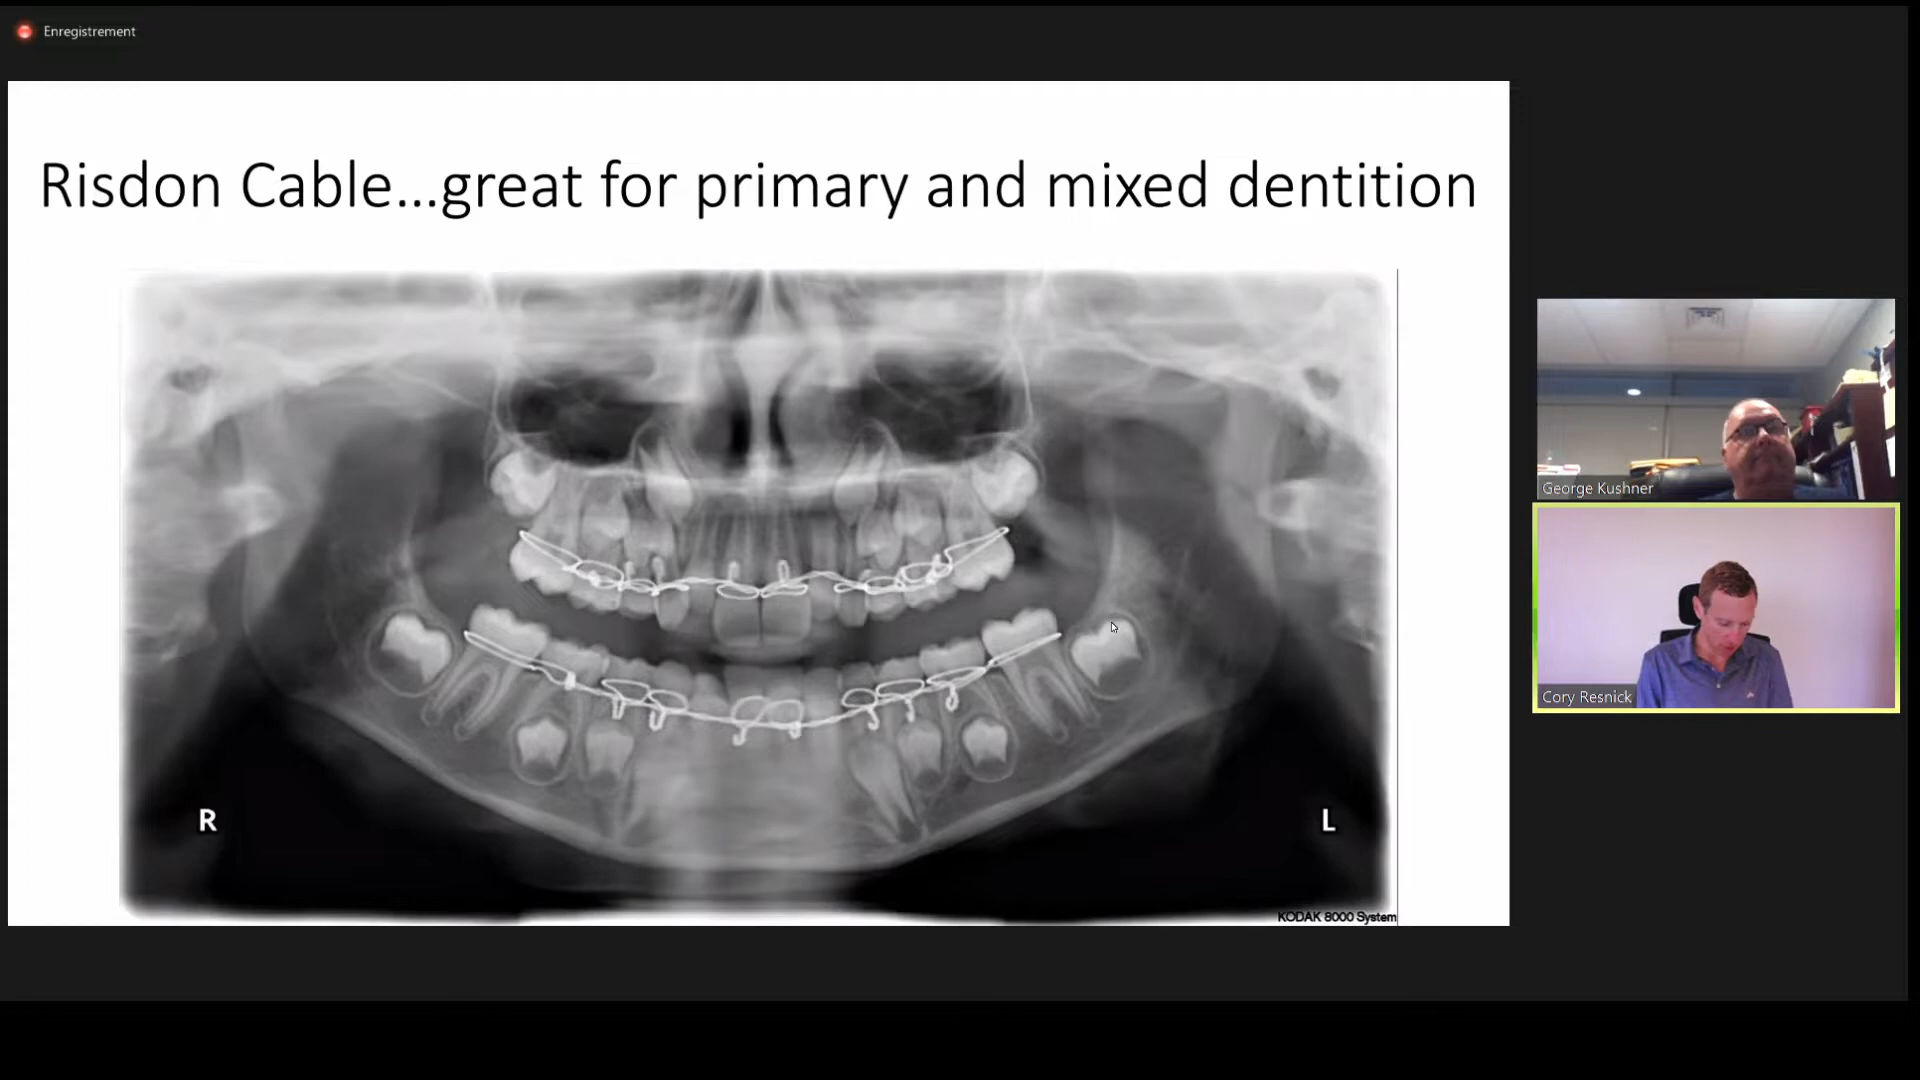 Enregistrement
Risdon Cable...great for primary and mixed dentition
R
L
KODAK 8000 System
George Kushner
Cory Resnick